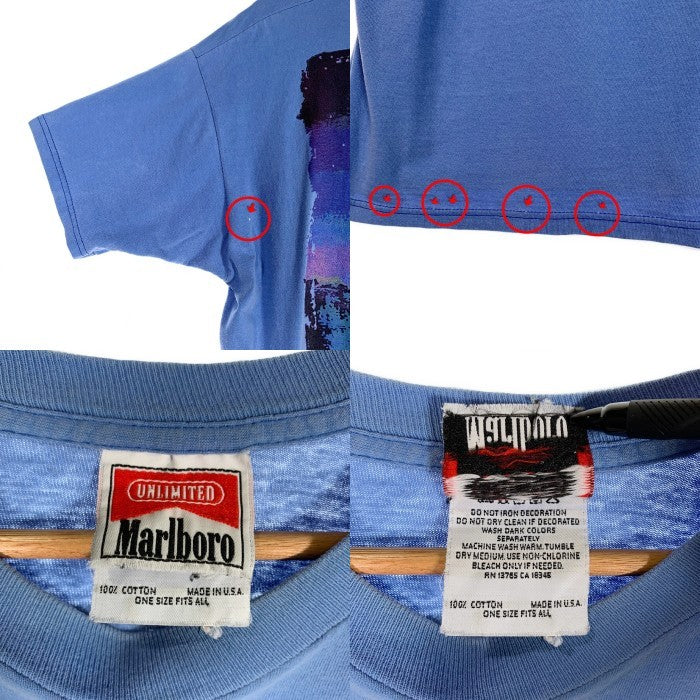 UNLIMITED
Marlboro
100% COTTON MADE IN U.S.A.
ONE SIZE FITS ALL
DO NOT IRON DECORATION
DO NOT DRY CLEAN IF DECORATED
WASH DARK COLORS
SEPARATELY
MACHINE WASH WARM. TUMBLE
DRY MEDIUM. USE NON-CHLORINE
BLEACH ONLY IF NEEDED.
RN 13765 CA 18346
100% COTTON MADE IN U.S.A.
ONE SIZE FITS ALL